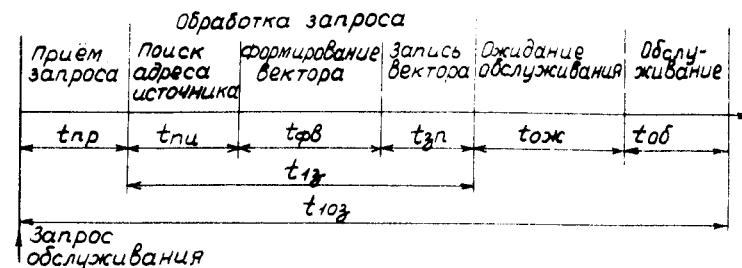 Обработка запроса
Приём запроса
Поиск адреса источника
Формирование вектора
Запись вектора
Ожидание обслуживания
Обслу-живание
tпр
tпц
tфв
tзп
tож
tоб
t1з
t1оз
Запрос обслуживания